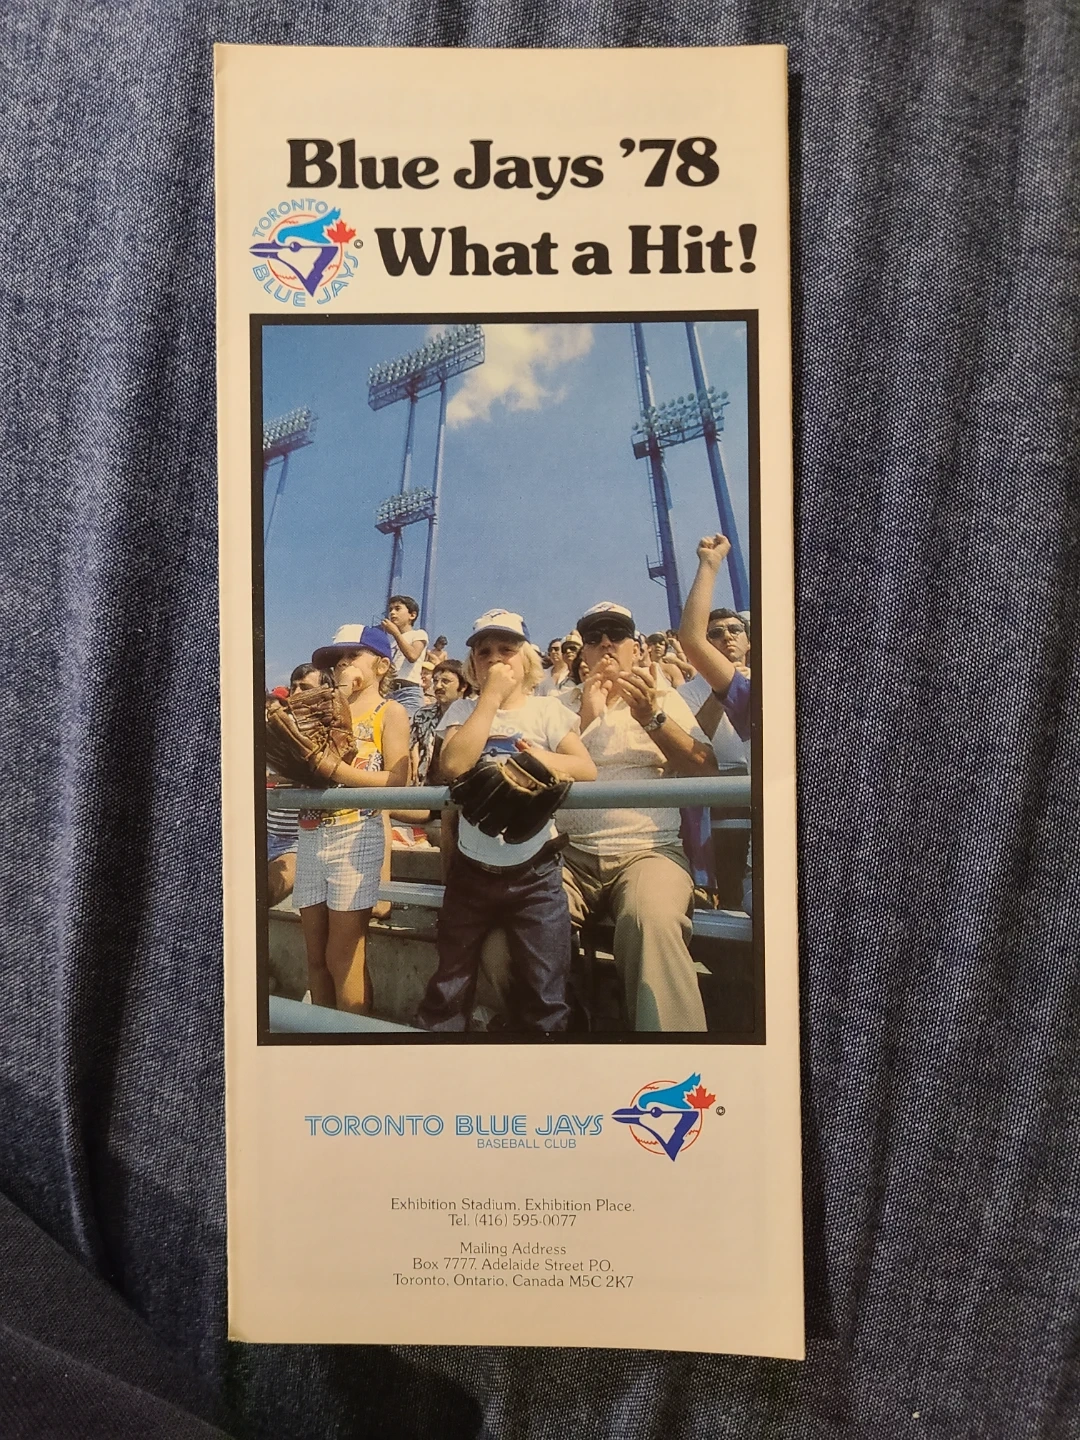 Blue Jays '78
TORONTO
BLUE JAYS
©
What a Hit!
TORONTO BLUE JAYS
BASEBALL CLUB
©
Exhibition Stadium, Exhibition Place.
Tel. (416) 595-0077
Mailing Address
Box 7777, Adelaide Street P.O.
Toronto, Ontario, Canada M5C 2K7